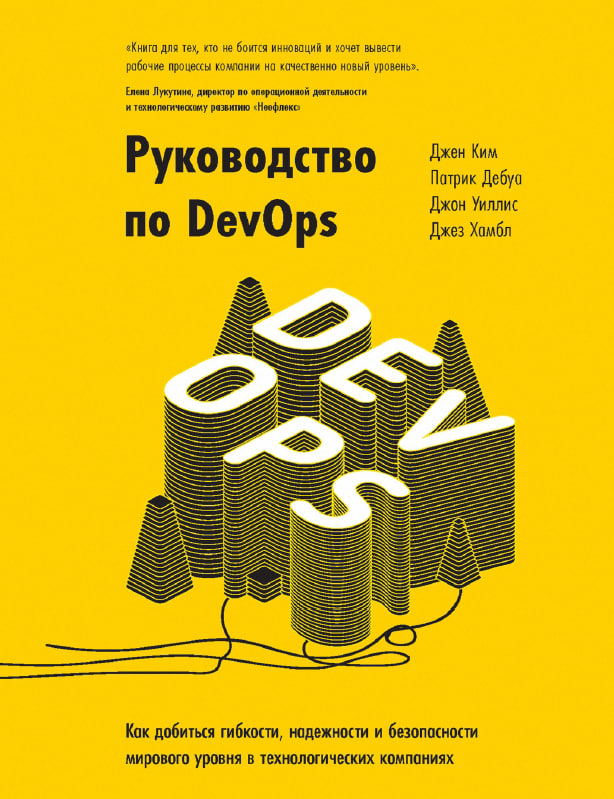 «Книга для тех, кто не боится инноваций и хочет вывести
рабочие процессы компании на качественно новый уровень».
Елена Лукутине, директор по операционной деятельности
и технологическому развитию «Неофлекс»
Руководство
по DevOps
Джен Ким
Патрик Дебуа
Джон Уиллис
Джез Хамбл
DEV
OPS
Как добиться гибкости, надежности и безопасности
мирового уровня в технологических компаниях